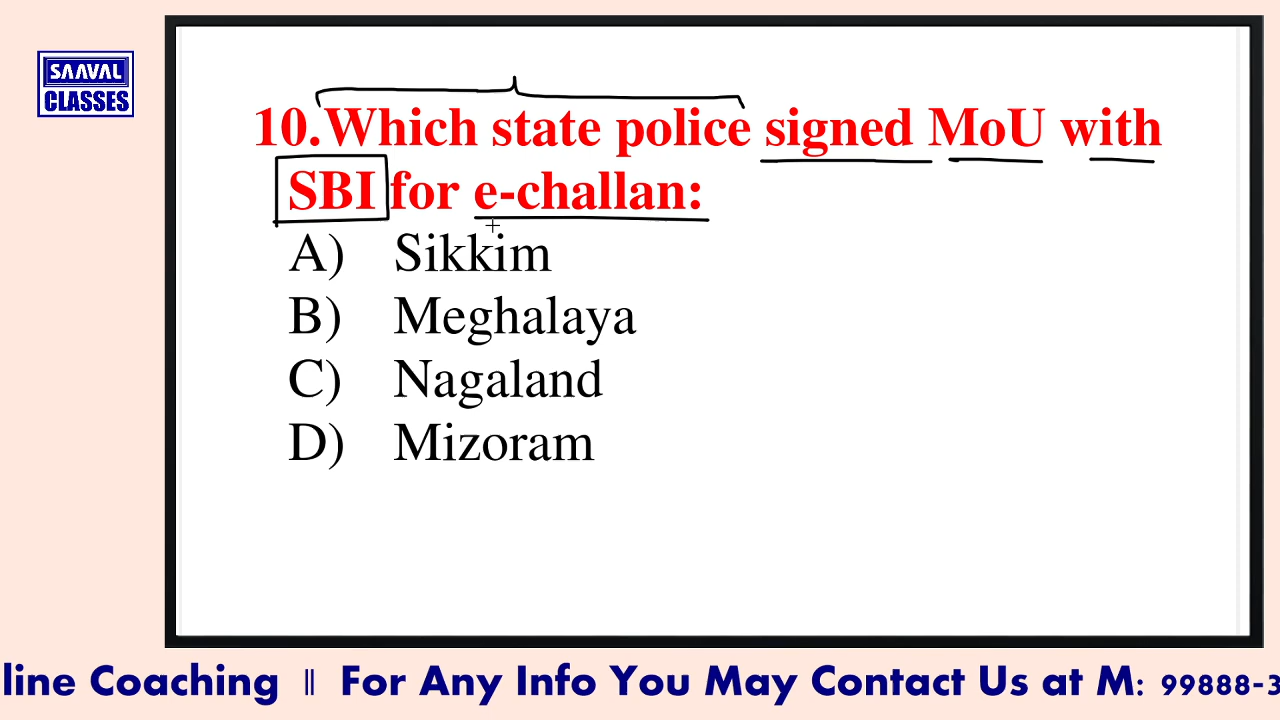 SAAVAL
CLASSES
10.Which state police signed MoU with
SBI for e-challan:
A) Sikkim
B) Meghalaya
C) Nagaland
D) Mizoram
line Coaching || For Any Info You May Contact Us at M: 99888-3